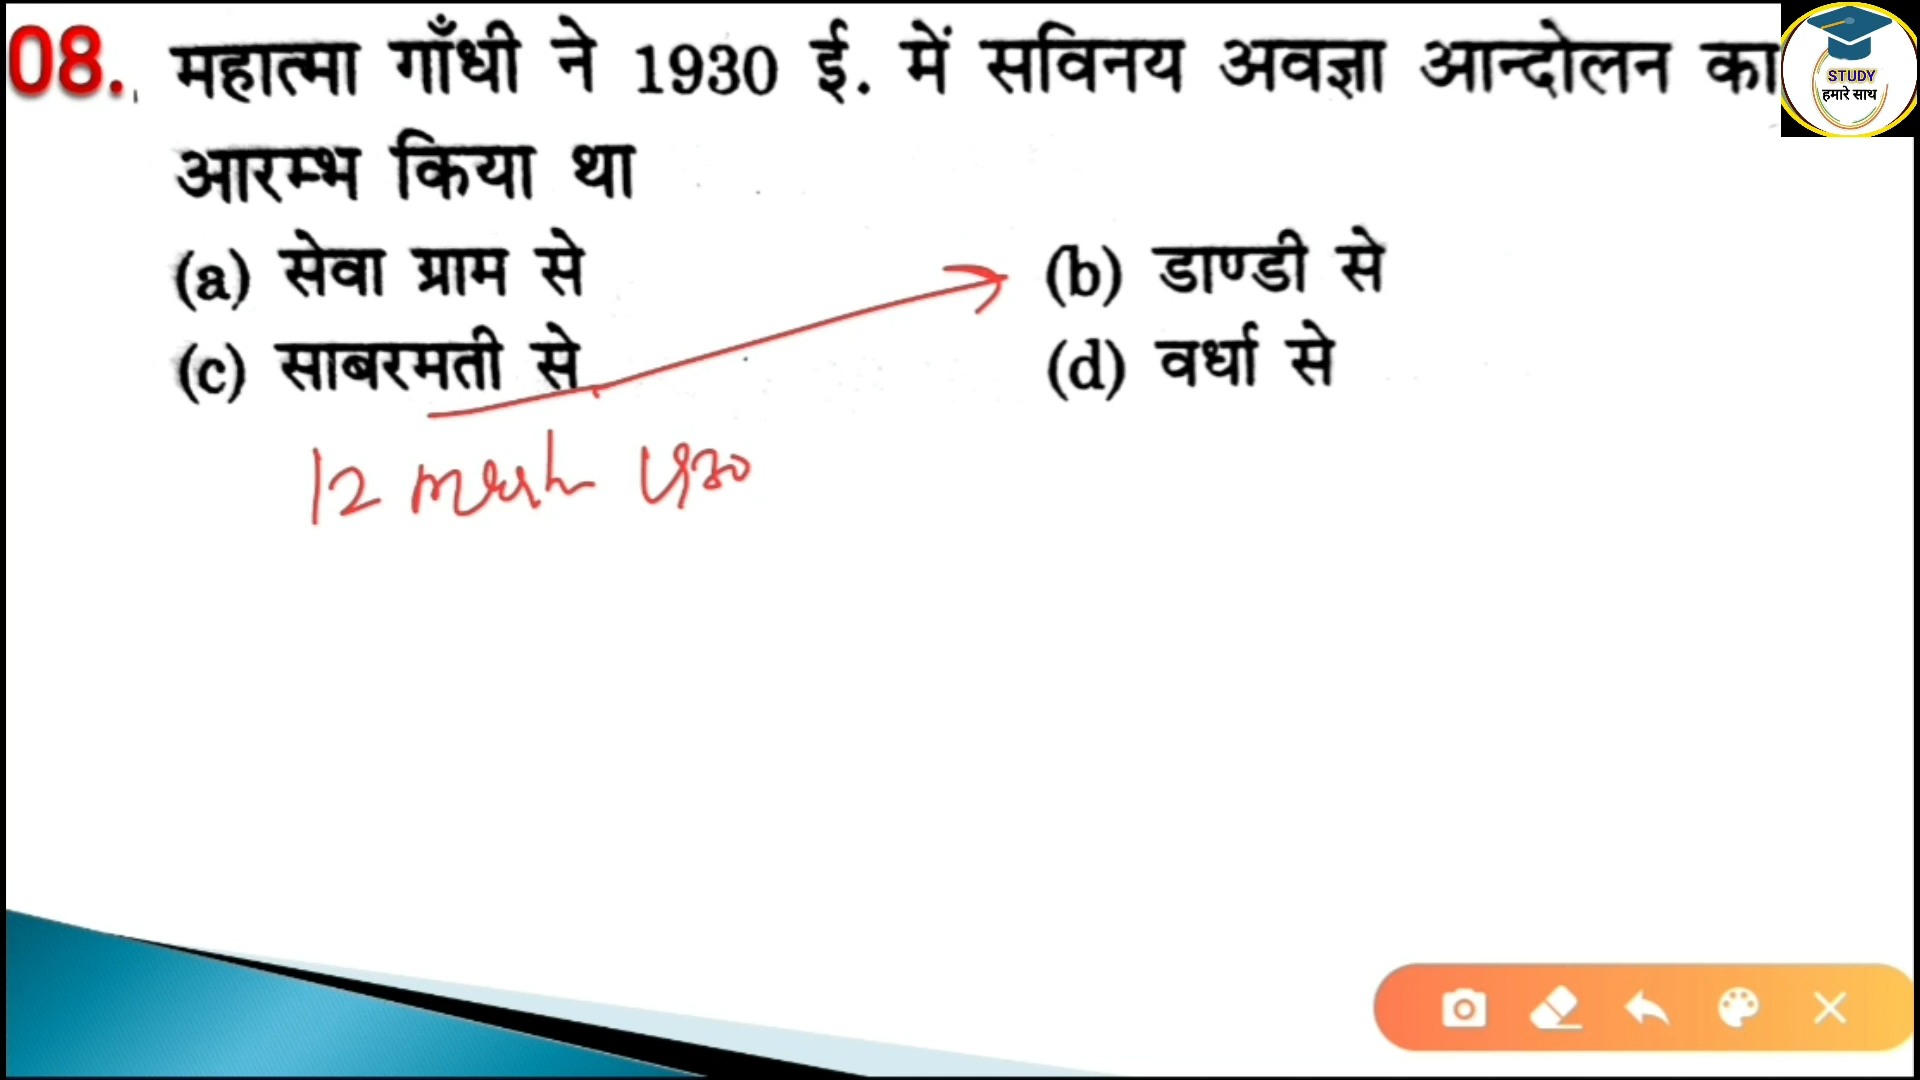 08. महात्मा गाँधी ने 1930 ई. में सविनय अवज्ञा आन्दोलन का
आरम्भ किया था
(a) सेवा ग्राम से (b) डाण्डी से
(c) साबरमती से (d) वर्धा से
12 march 1930
STUDY
हमारे साथ